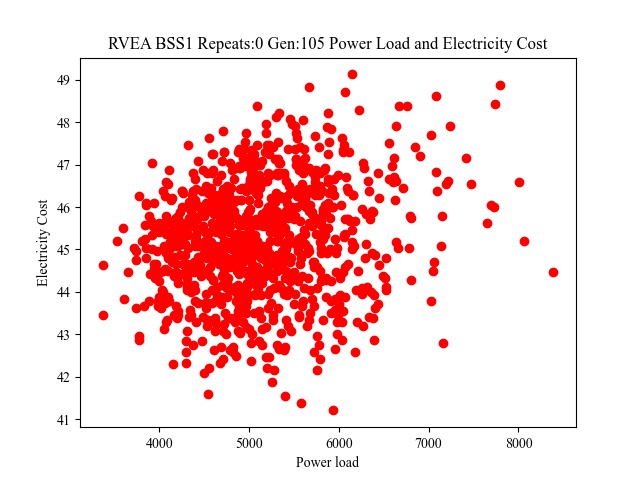 RVEA BSS1 Repeats:0 Gen:105 Power Load and Electricity Cost
49
48
47
46
45
44
43
42
41
Electricity Cost
4000 5000 6000 7000 8000
Power load